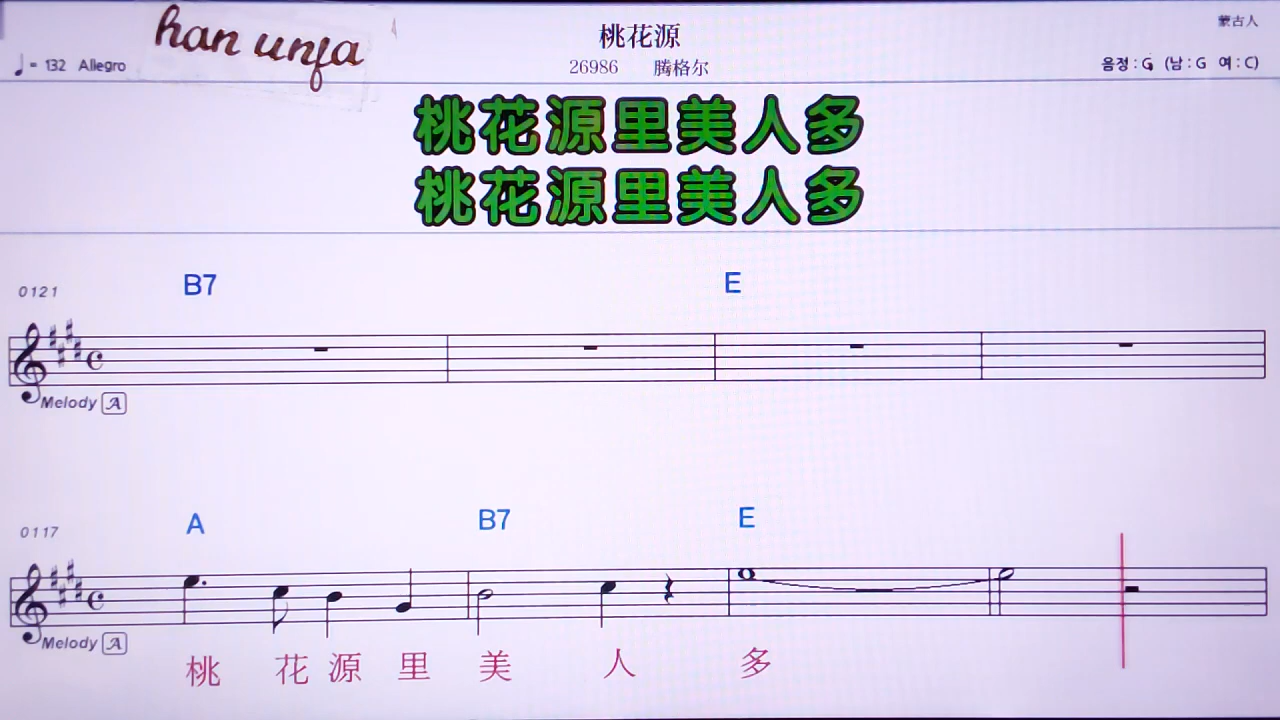 han unfa
桃花源
蒙古人
♩= 132 Allegro
26986 腾格尔
음정 : G (남 : G 여 : C)
桃花源里美人多
桃花源里美人多
B7 E
0121
Melody A
A B7 E
0117
Melody A
桃 花 源 里 美 人 多